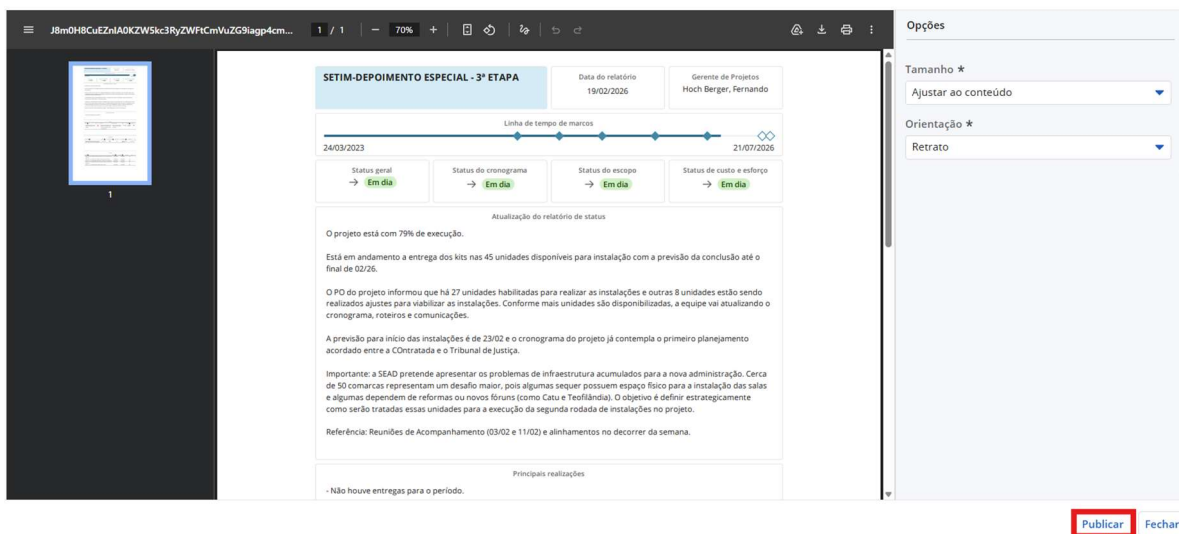 J8m0H8CuEZnIA0KZW5kc3RyZWFtCmVuZG9iagp4cm...
1 / 1
70%
Opções
Tamanho *
Ajustar ao conteúdo
Orientação *
Retrato
1
SETIM-DEPOIMENTO ESPECIAL - 3ª ETAPA
Data do relatório
19/02/2026
Gerente de Projetos
Hoch Berger, Fernando
Linha de tempo de marcos
24/03/2023
21/07/2026
Status geral
Em dia
Status do cronograma
Em dia
Status do escopo
Em dia
Status de custo e esforço
Em dia
Atualização do relatório de status
O projeto está com 79% de execução.
Está em andamento a entrega dos kits nas 45 unidades disponíveis para instalação com a previsão da conclusão até o
final de 02/26.
O PO do projeto informou que há 27 unidades habilitadas para realizar as instalações e outras 8 unidades estão sendo
realizados ajustes para viabilizar as instalações. Conforme mais unidades são disponibilizadas, a equipe vai atualizando o
cronograma, roteiros e comunicações.
A previsão para início das instalações é de 23/02 e o cronograma do projeto já contempla o primeiro planejamento
acordado entre a COntratada e o Tribunal de Justiça.
Importante: a SEAD pretende apresentar os problemas de infraestrutura acumulados para a nova administração. Cerca
de 50 comarcas representam um desafio maior, pois algumas sequer possuem espaço físico para a instalação das salas
e algumas dependem de reformas ou novos fóruns (como Catu e Teofilândia). O objetivo é definir estrategicamente
como serão tratadas essas unidades para a execução da segunda rodada de instalações no projeto.
Referência: Reuniões de Acompanhamento (03/02 e 11/02) e alinhamentos no decorrer da semana.
Principais realizações
- Não houve entregas para o período.
Publicar
Fechar